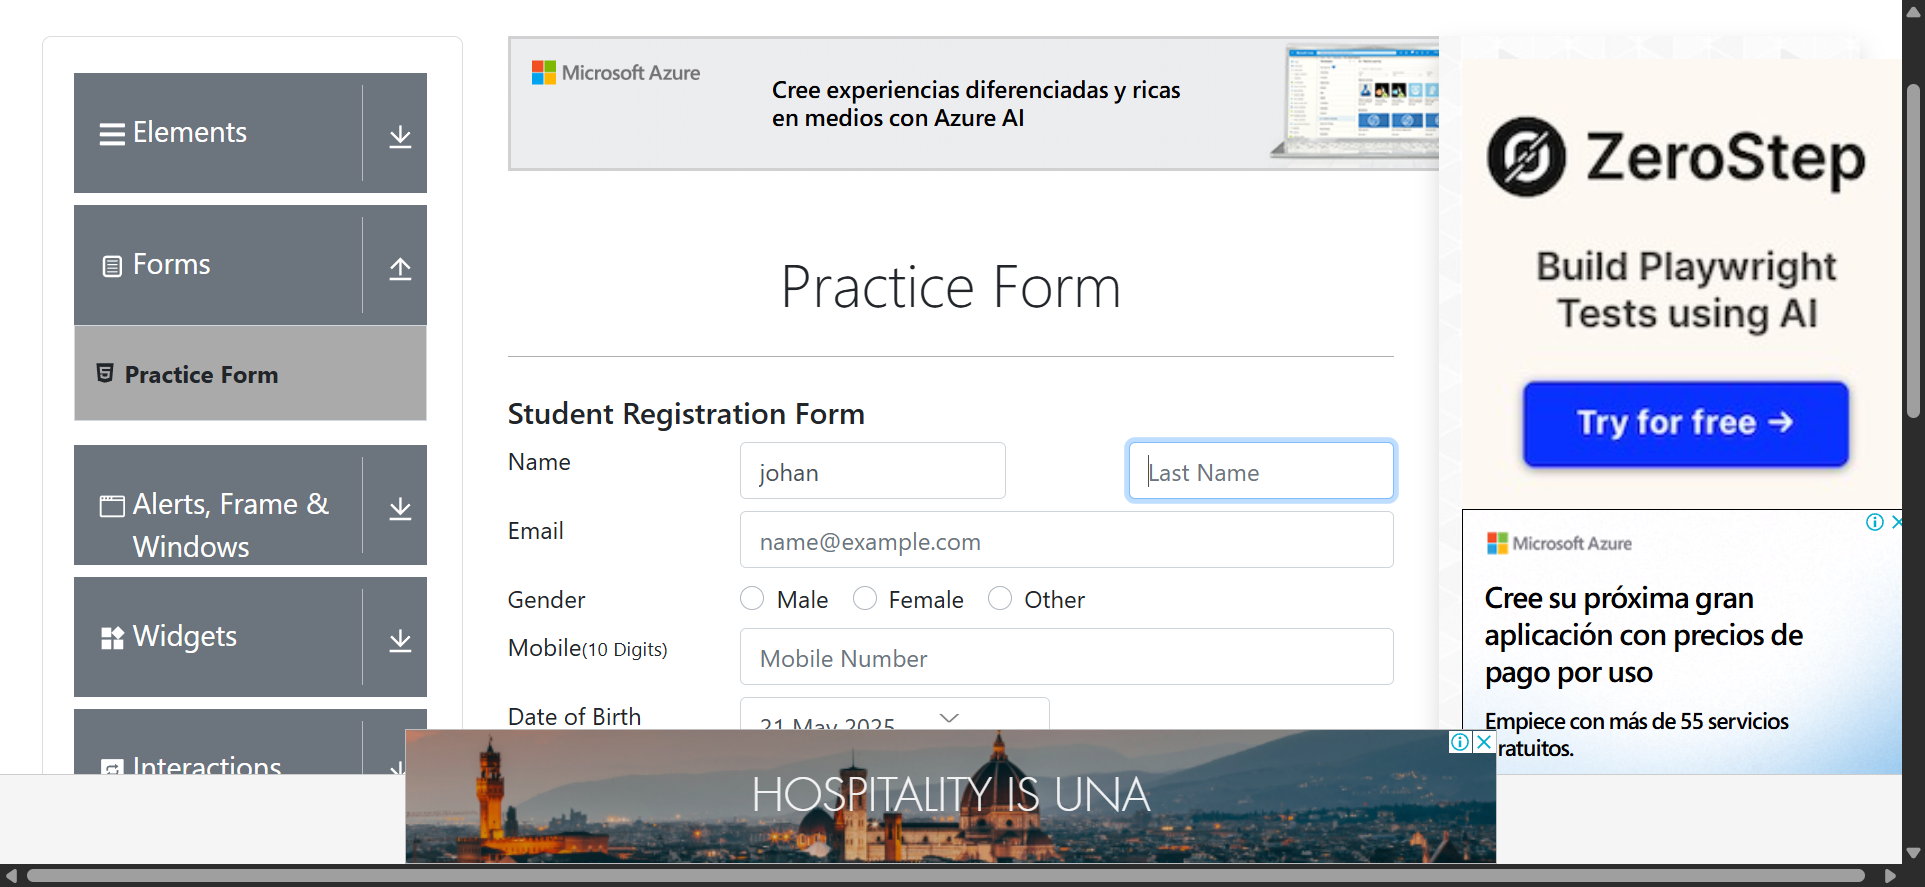 Elements
Forms
Practice Form
Alerts, Frame &
Windows
Widgets
Interactions
Microsoft Azure
Cree experiencias diferenciadas y ricas
en medios con Azure AI
Practice Form
Student Registration Form
Name
johan
Last Name
Email
name@example.com
Gender
Male
Female
Other
Mobile(10 Digits)
Mobile Number
Date of Birth
21 May 2025
HOSPITALITY IS UNA
ZeroStep
Build Playwright
Tests using AI
Try for free →
Microsoft Azure
Cree su próxima gran
aplicación con precios de
pago por uso
Empiece con más de 55 servicios
ratuitos.